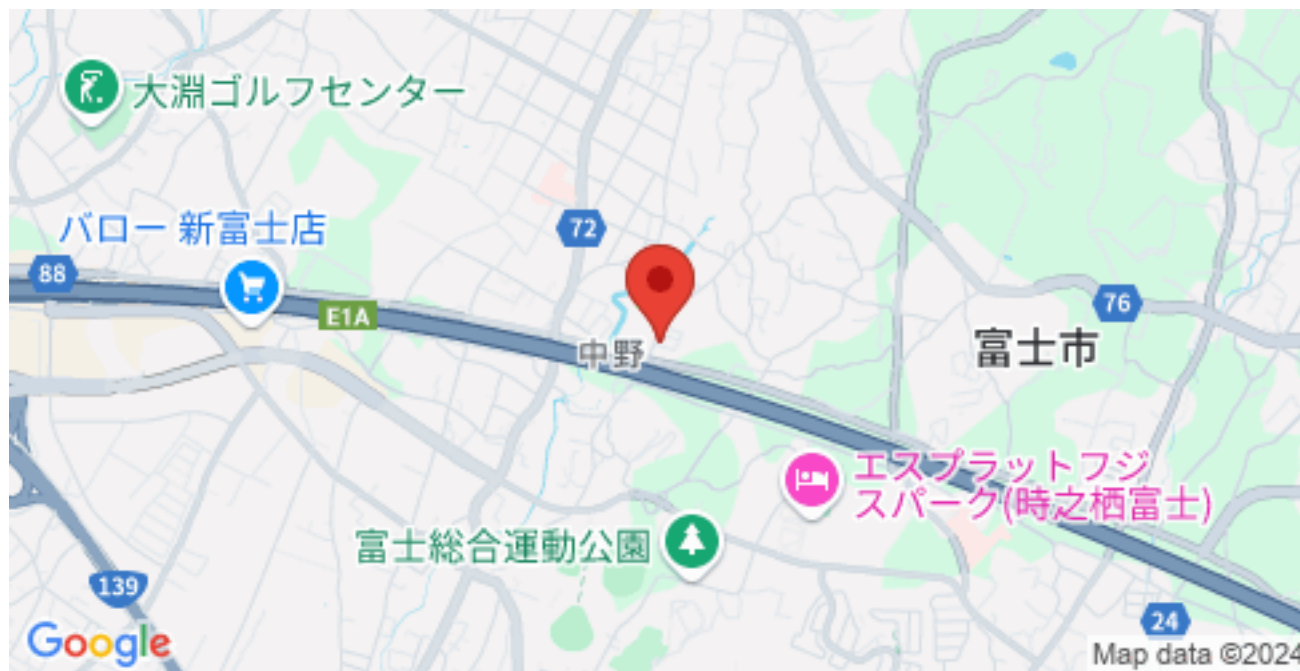 大淵ゴルフセンター
バロー 新富士店
72
88
E1A
76
中野
富士市
エスプラットフジ
スパーク(時之栖富士)
富士総合運動公園
139
24
Google
Map data ©2024